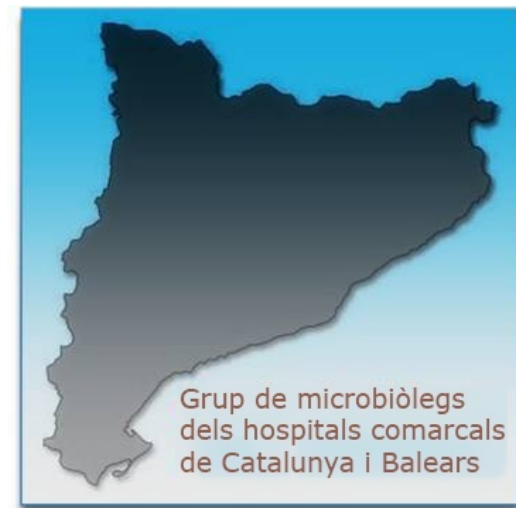 Grup de microbiòlegs
dels hospitals comarcals
de Catalunya i Balears